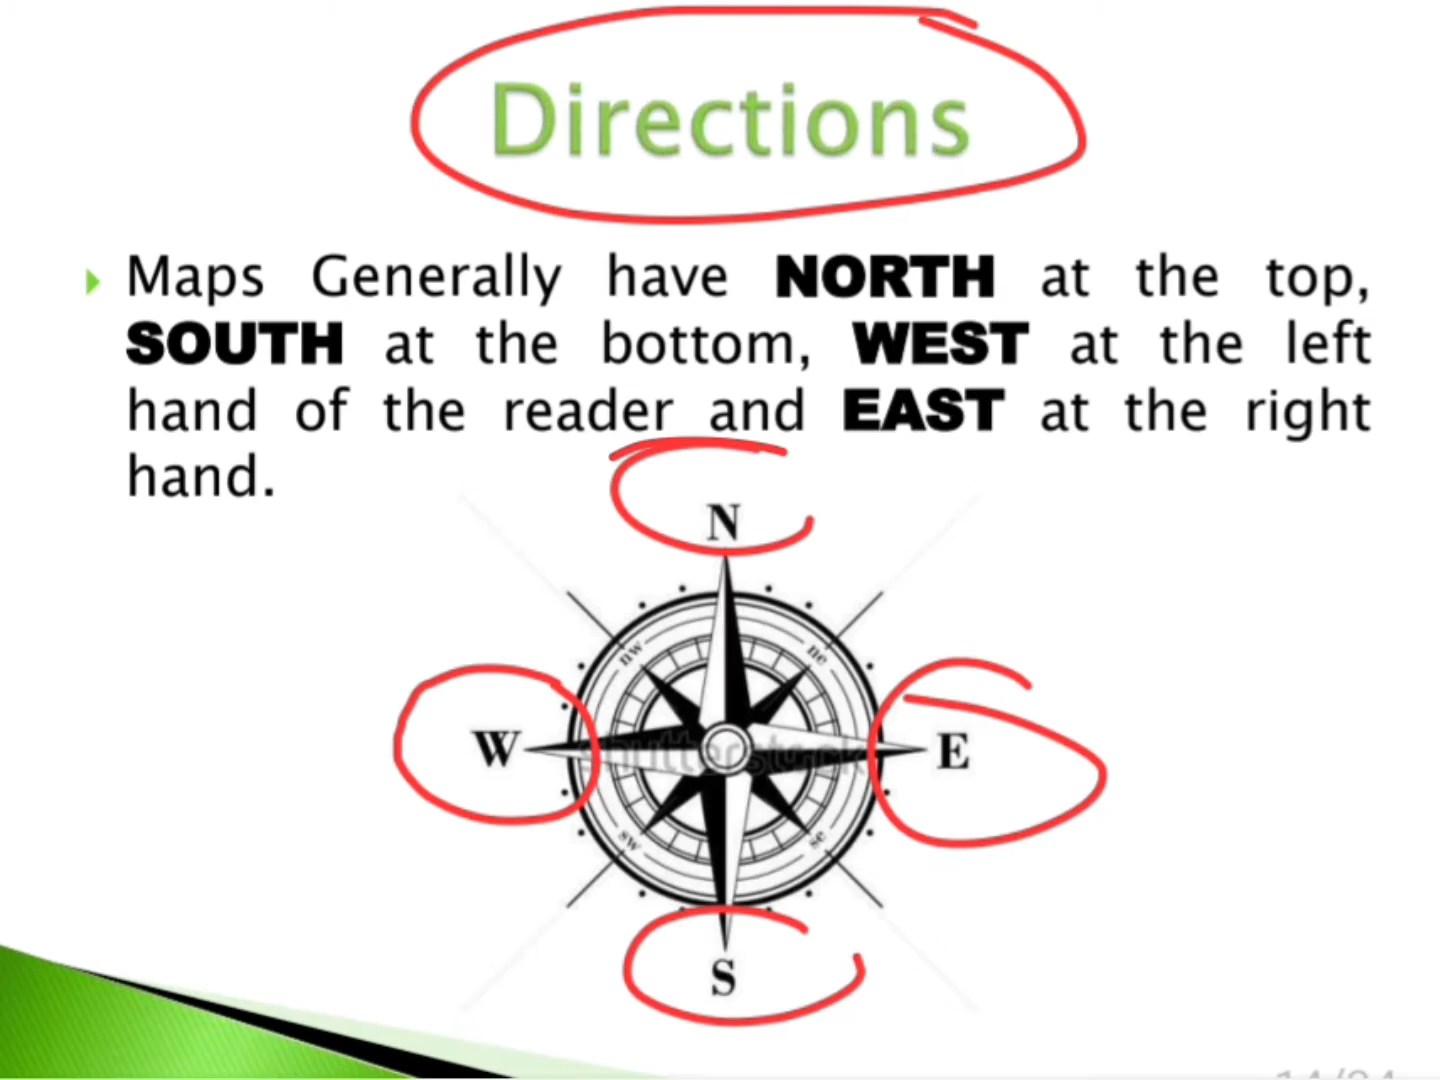 Directions
Maps Generally have NORTH at the top,
SOUTH at the bottom, WEST at the left
hand of the reader and EAST at the right
hand.
N
nw ne
W E
shutterstock
sw se
S